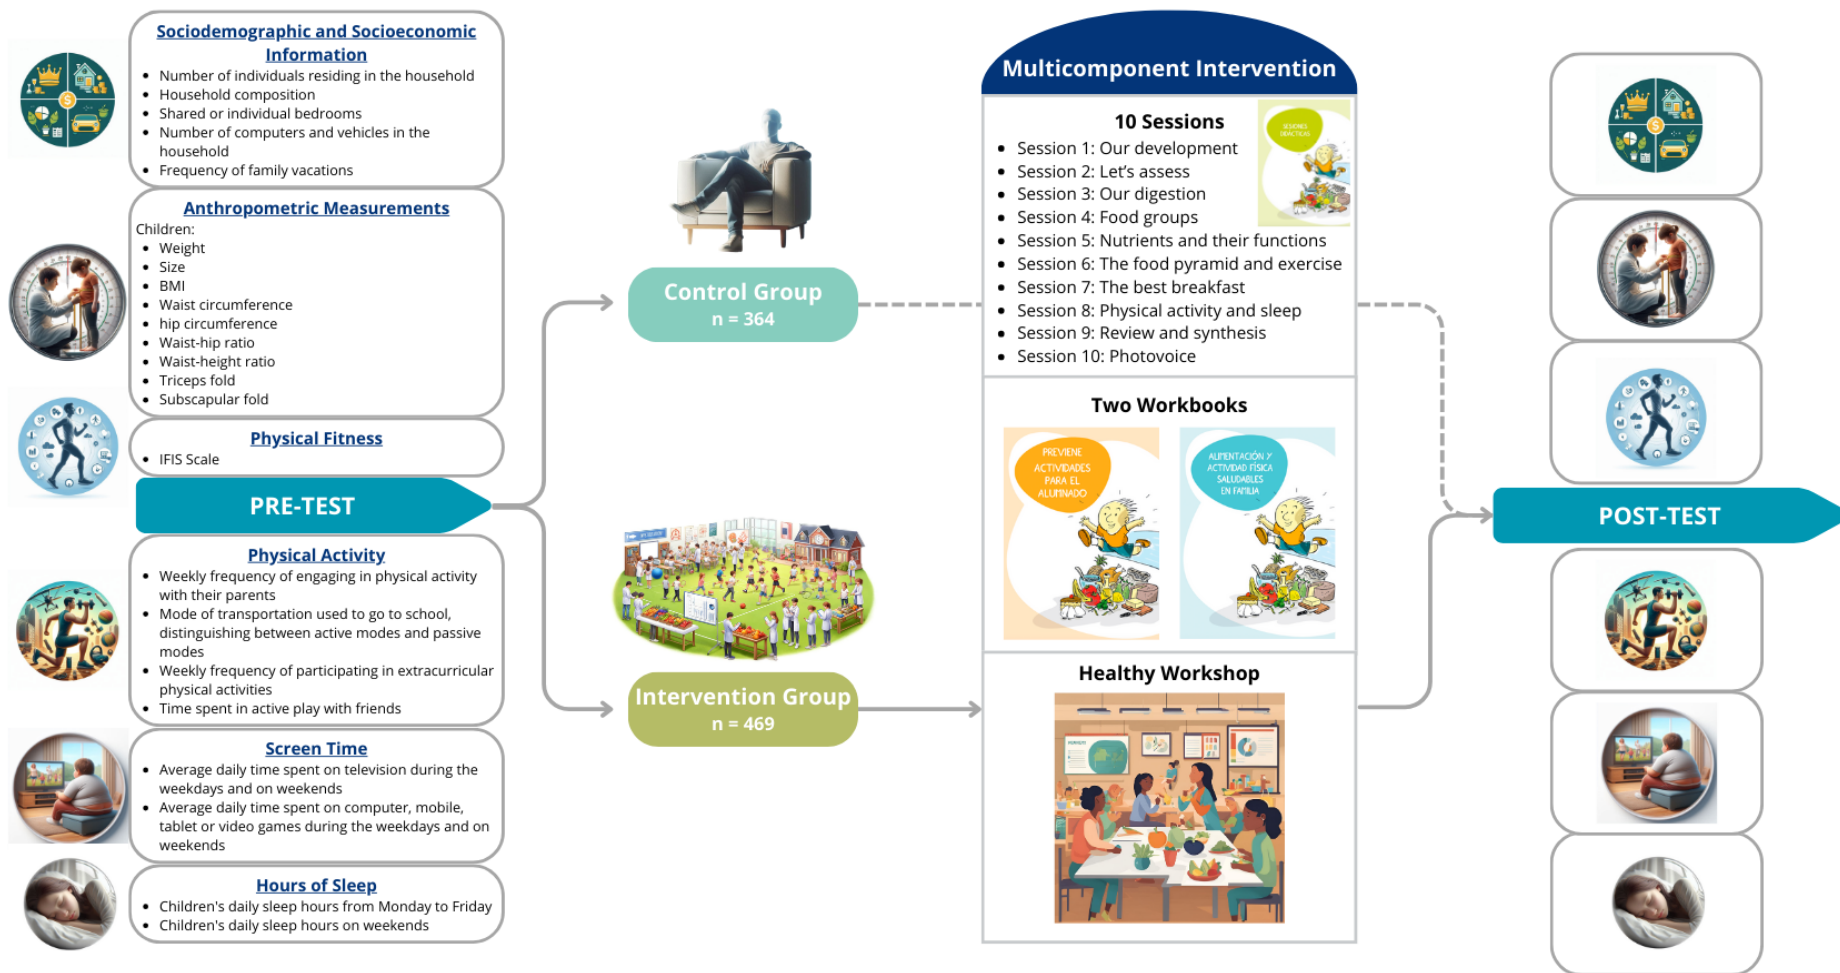 Sociodemographic and Socioeconomic
Information
• Number of individuals residing in the household
• Household composition
• Shared or individual bedrooms
• Number of computers and vehicles in the
household
• Frequency of family vacations
Anthropometric Measurements
Children:
• Weight
• Size
• BMI
• Waist circumference
• hip circumference
• Waist-hip ratio
• Waist-height ratio
• Triceps fold
• Subscapular fold
Physical Fitness
• IFIS Scale
PRE-TEST
Physical Activity
• Weekly frequency of engaging in physical activity
with their parents
• Mode of transportation used to go to school,
distinguishing between active modes and passive
modes
• Weekly frequency of participating in extracurricular
physical activities
• Time spent in active play with friends
Screen Time
• Average daily time spent on television during the
weekdays and on weekends
• Average daily time spent on computer, mobile,
tablet or video games during the weekdays and on
weekends
Hours of Sleep
• Children's daily sleep hours from Monday to Friday
• Children's daily sleep hours on weekends
Control Group
n = 364
Intervention Group
n = 469
Multicomponent Intervention
10 Sessions
• Session 1: Our development
• Session 2: Let's assess
• Session 3: Our digestion
• Session 4: Food groups
• Session 5: Nutrients and their functions
• Session 6: The food pyramid and exercise
• Session 7: The best breakfast
• Session 8: Physical activity and sleep
• Session 9: Review and synthesis
• Session 10: Photovoice
SESIONES
DIDÁCTICAS
Two Workbooks
PREVIENE
ACTIVIDADES
PARA EL
ALUMNADO
ALIMENTACIÓN Y
ACTIVIDAD FÍSICA
SALUDABLES
EN FAMILIA
Healthy Workshop
POST-TEST